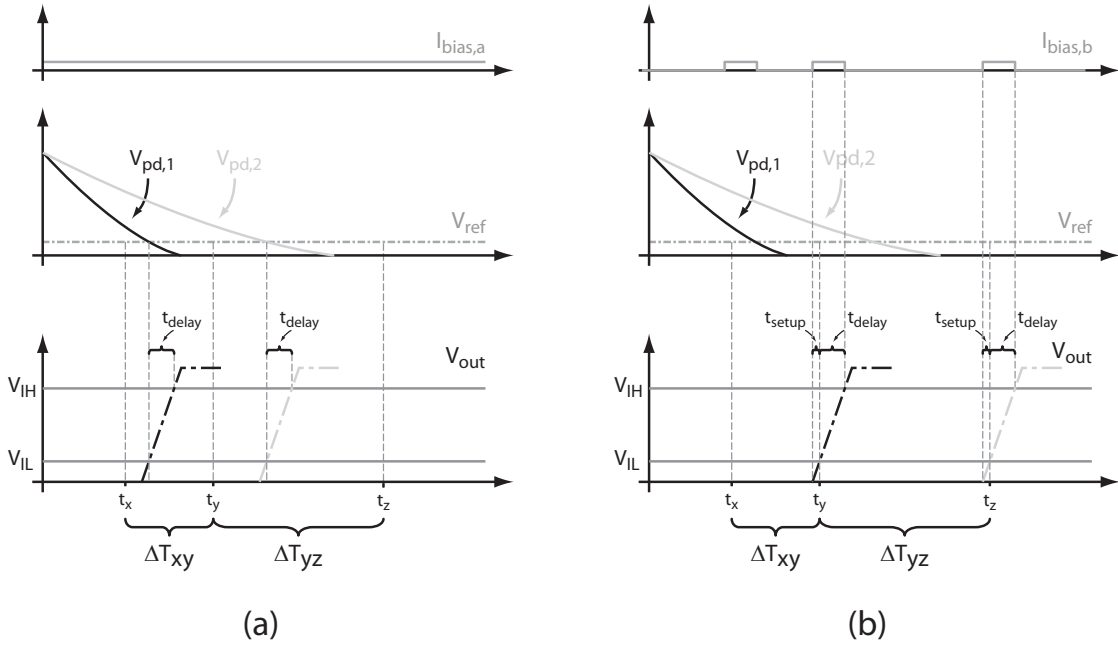 I_bias,a
V_pd,1
V_pd,2
V_ref
t_delay
t_delay
V_out
V_IH
V_IL
t_x
t_y
t_z
ΔT_xy
ΔT_yz
(a)
I_bias,b
V_pd,1
Vpd,2
V_ref
t_setup
t_delay
t_setup
t_delay
V_out
V_IH
V_IL
t_x
t_y
t_z
ΔT_xy
ΔT_yz
(b)